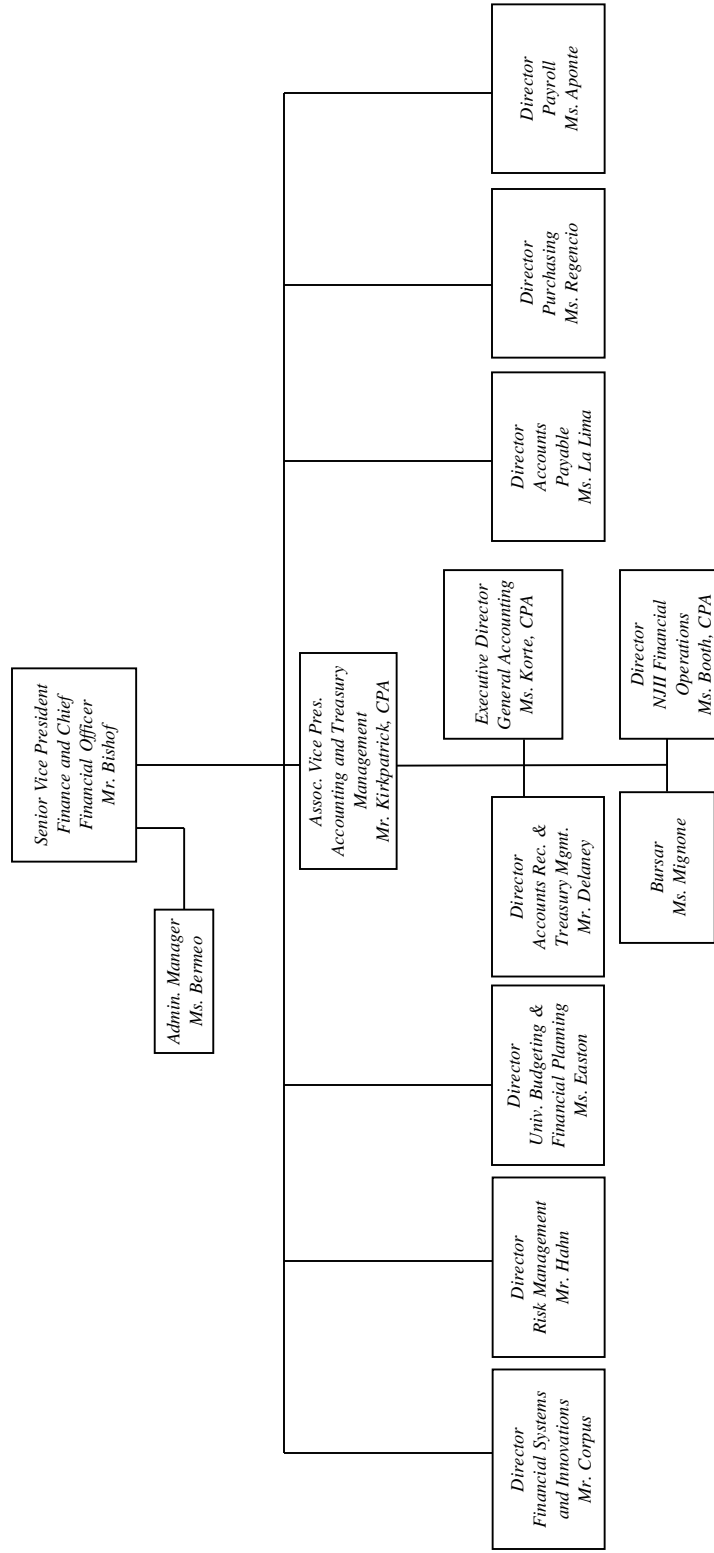 Senior Vice President
Finance and Chief
Financial Officer
Mr. Bishof
Admin. Manager
Ms. Bermeo
Assoc. Vice Pres.
Accounting and Treasury
Management
Mr. Kirkpatrick, CPA
Director
Financial Systems
and Innovations
Mr. Corpus
Director
Risk Management
Mr. Hahn
Director
Univ. Budgeting &
Financial Planning
Ms. Easton
Director
Accounts Rec. &
Treasury Mgmt.
Mr. Delaney
Executive Director
General Accounting
Ms. Korte, CPA
Director
Accounts
Payable
Ms. La Lima
Director
Purchasing
Ms. Regencio
Director
Payroll
Ms. Aponte
Bursar
Ms. Mignone
Director
NJII Financial
Operations
Ms. Booth, CPA